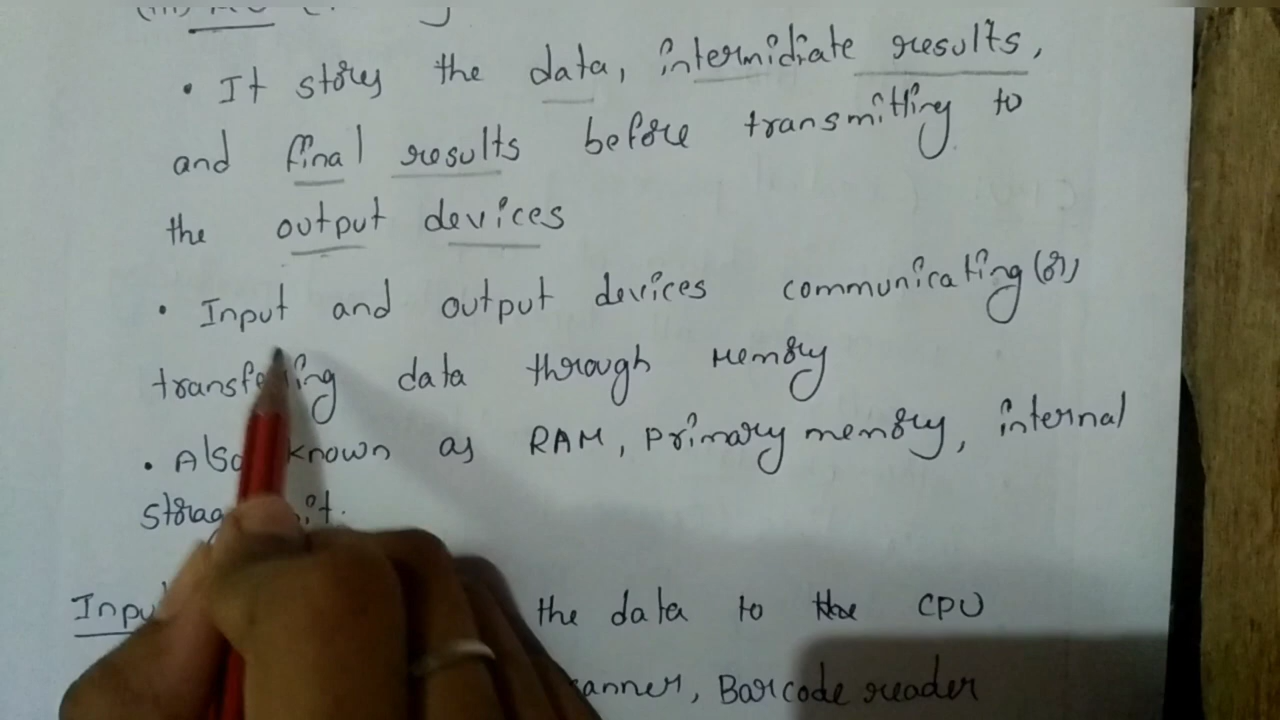 • It stores the data, intermidiate results,
and final results before transmitting to
the output devices
• Input and output devices communicating (or)
data through Memory
• Also known as RAM, Primary memory, internal
the data to the CPU
Barcode reader